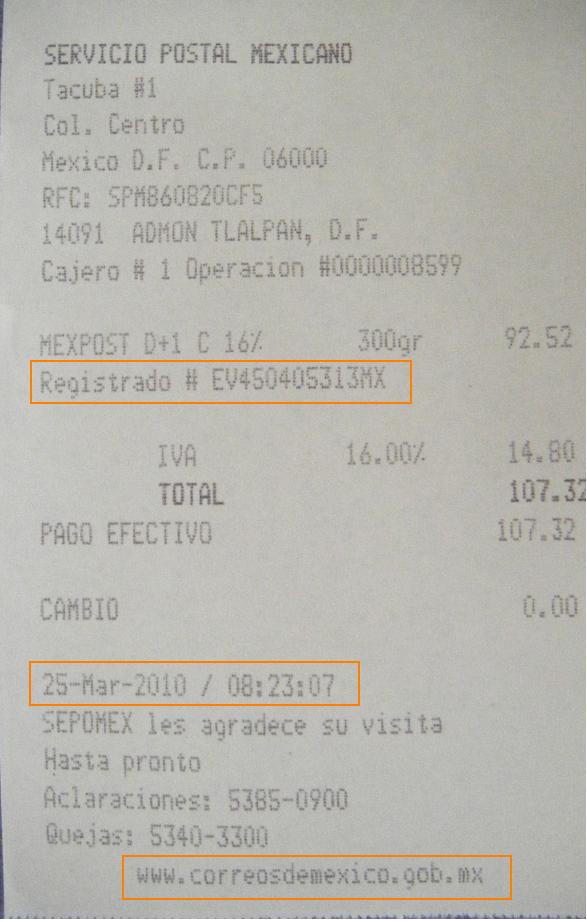 SERVICIO POSTAL MEXICANO
Tacuba #1
Col. Centro
Mexico D.F. C.P. 06000
RFC: SPM860820CF5
14091 ADMON TLALPAN, D.F.
Cajero # 1 Operacion #0000008599
MEXPOST D+1 C 16% 300gr 92.52
Registrado # EV450405313MX
IVA 16.00% 14.80
TOTAL 107.32
PAGO EFECTIVO 107.32
CAMBIO 0.00
25-Mar-2010 / 08:23:07
SEPOMEX les agradece su visita
Hasta pronto
Aclaraciones: 5385-0900
Quejas: 5340-3300
www.correosdemexico.gob.mx